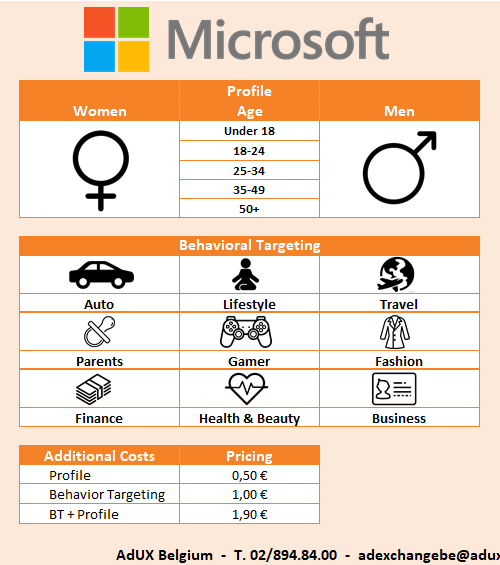 Microsoft
Profile
Women Age Men
Under 18
18-24
25-34
35-49
50+
Behavioral Targeting
Auto Lifestyle Travel
Parents Gamer Fashion
Finance Health & Beauty Business
Additional Costs Pricing
Profile 0,50 €
Behavior Targeting 1,00 €
BT + Profile 1,90 €
AdUX Belgium - T. 02/894.84.00 - adexchangebe@adux